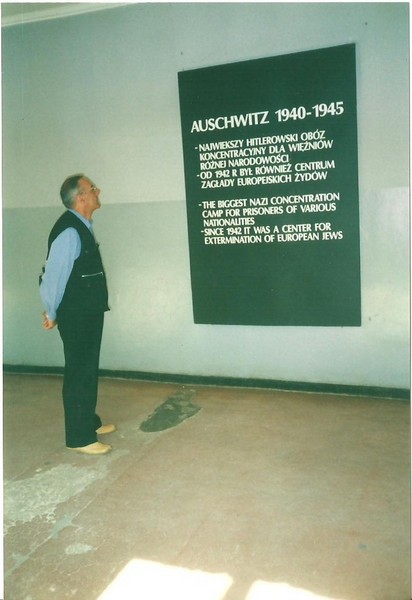 AUSCHWITZ 1940-1945
- NAJWIĘKSZY HITLEROWSKI OBÓZ
KONCENTRACYJNY DLA WIĘŹNIÓW
RÓŻNEJ NARODOWOŚCI
- OD 1942 R BYŁ RÓWNIEŻ CENTRUM
ZAGŁADY EUROPEJSKICH ŻYDÓW
- THE BIGGEST NAZI CONCENTRATION
CAMP FOR PRISONERS OF VARIOUS
NATIONALITIES
- SINCE 1942 IT WAS A CENTER FOR
EXTERMINATION OF EUROPEAN JEWS